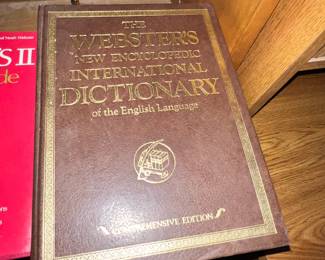 THE
WEBSTER'S
NEW ENCYCLOPEDIC
INTERNATIONAL
DICTIONARY
of the English Language
COMPREHENSIVE EDITION
S II
de